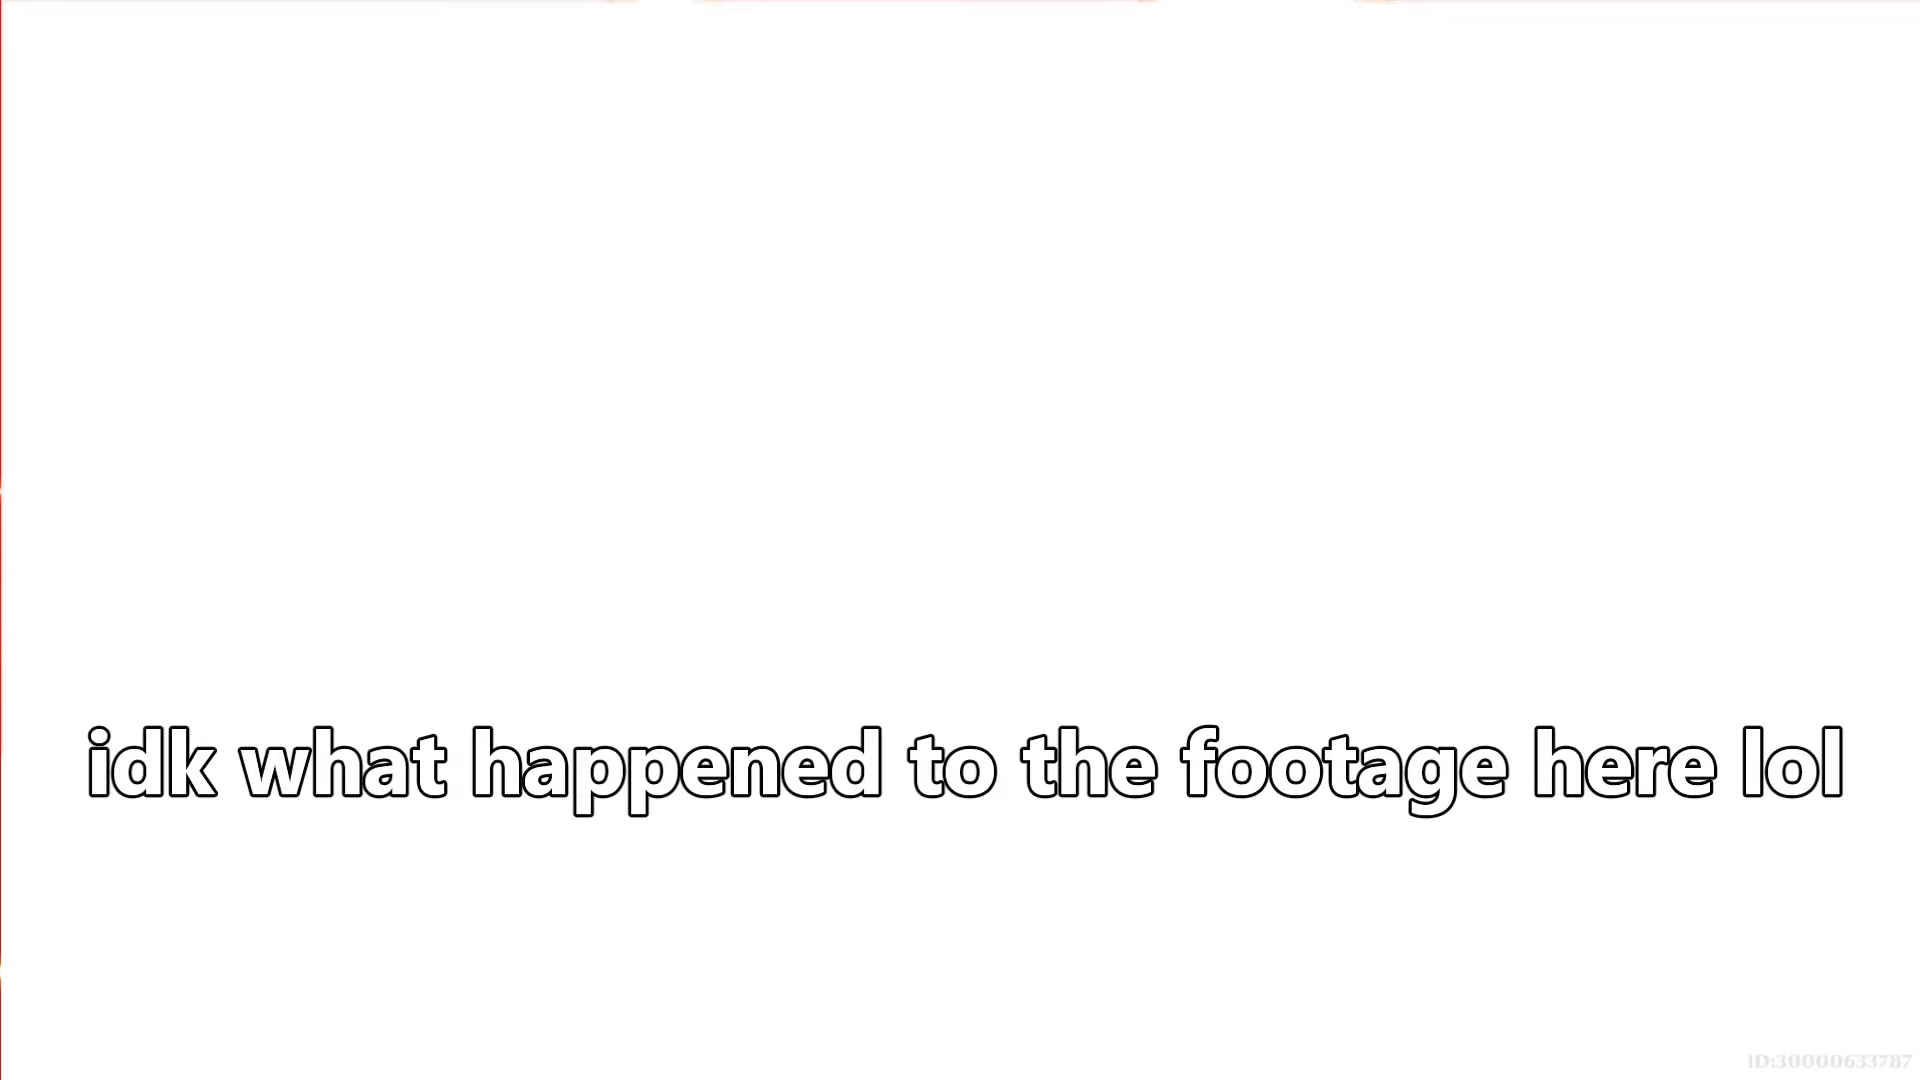 idk what happened to the footage here lol
ID:30000633787